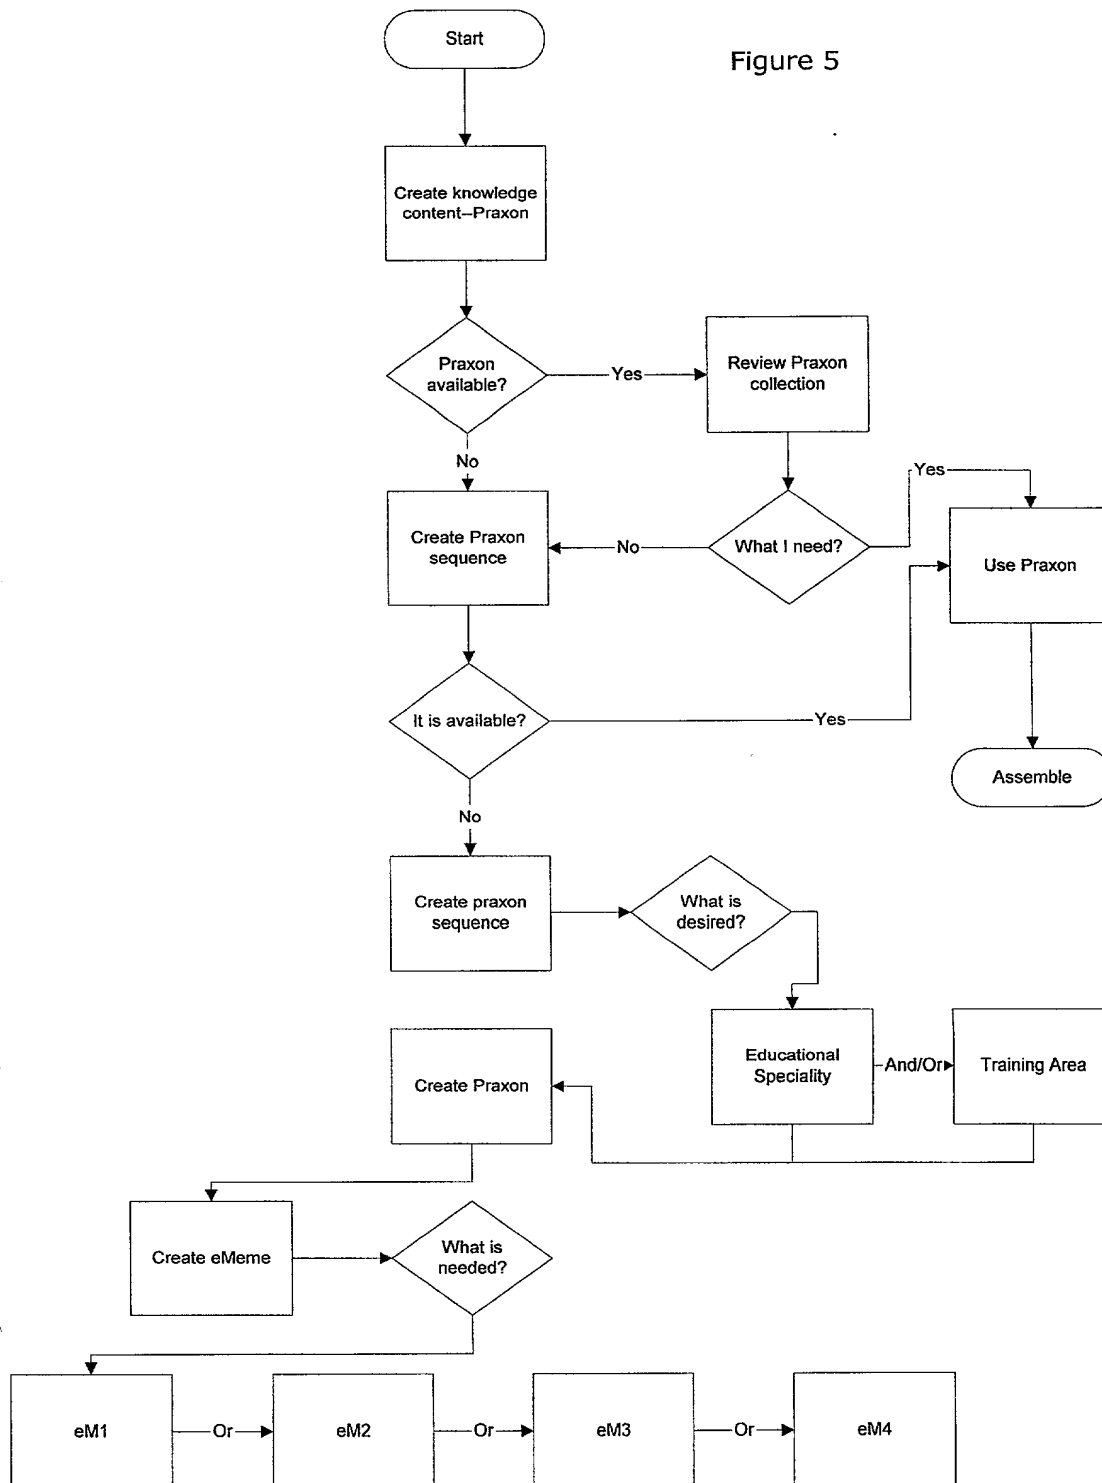 Start
Figure 5
Create knowledge
content--Praxon
Praxon
available?
Yes
Review Praxon
collection
No
Yes
Create Praxon
sequence
No
What I need?
Use Praxon
It is available?
Yes
Assemble
No
Create praxon
sequence
What is
desired?
Educational
Speciality
And/Or
Training Area
Create Praxon
Create eMeme
What is
needed?
eM1
Or
eM2
Or
eM3
Or
eM4